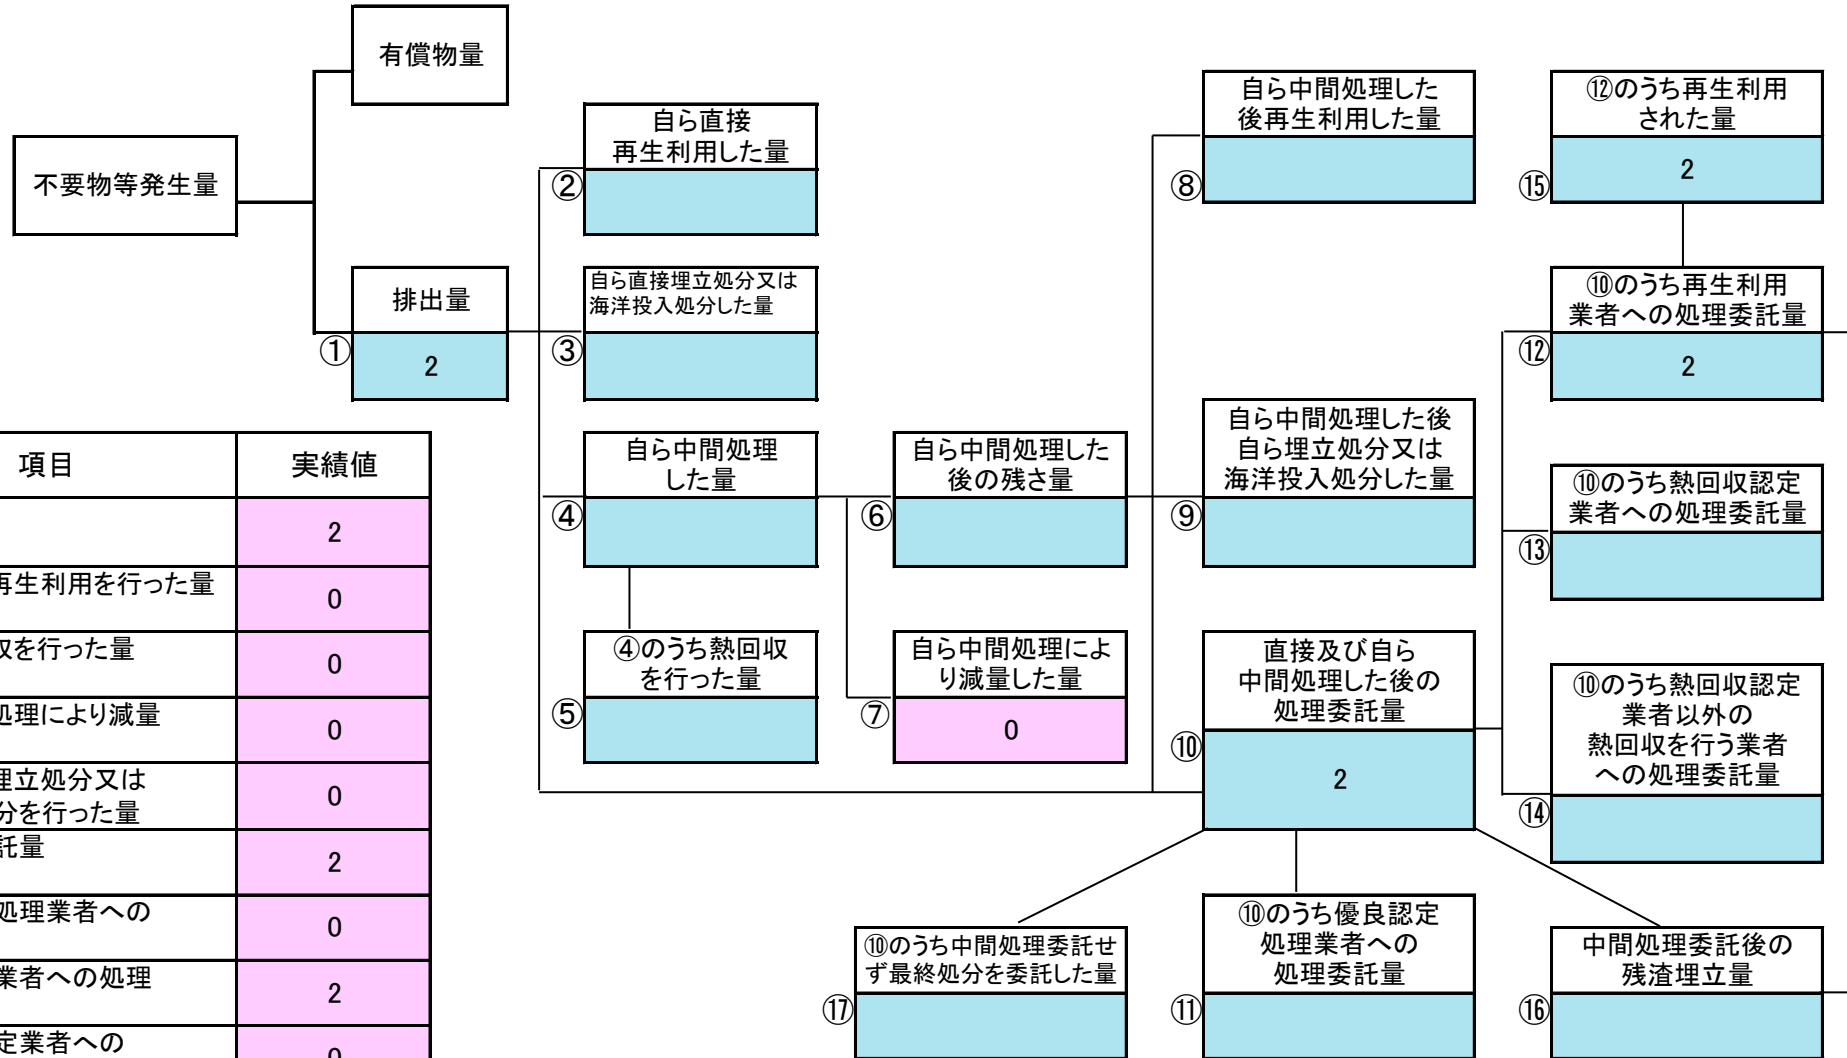 有償物量
不要物等発生量
排出量
①
2
自ら直接
再生利用した量
②
自ら直接埋立処分又は
海洋投入処分した量
③
自ら中間処理
した量
④
④のうち熱回収
を行った量
⑤
自ら中間処理した
後の残さ量
⑥
自ら中間処理によ
り減量した量
⑦
0
自ら中間処理した
後再生利用した量
⑧
自ら中間処理した後
自ら埋立処分又は
海洋投入処分した量
⑨
直接及び自ら
中間処理した後の
処理委託量
⑩
2
⑫のうち再生利用
された量
⑮
2
⑩のうち再生利用
業者への処理委託量
⑫
2
⑩のうち熱回収認定
業者への処理委託量
⑬
⑩のうち熱回収認定
業者以外の
熱回収を行う業者
への処理委託量
⑭
⑩のうち中間処理委託せ
ず最終処分を委託した量
⑰
⑩のうち優良認定
処理業者への
処理委託量
⑪
中間処理委託後の
残渣埋立量
⑯
項目 実績値
2
再生利用を行った量 0
収を行った量 0
処理により減量 0
埋立処分又は
分を行った量 0
託量 2
処理業者への 0
業者への処理 2
定業者への 0